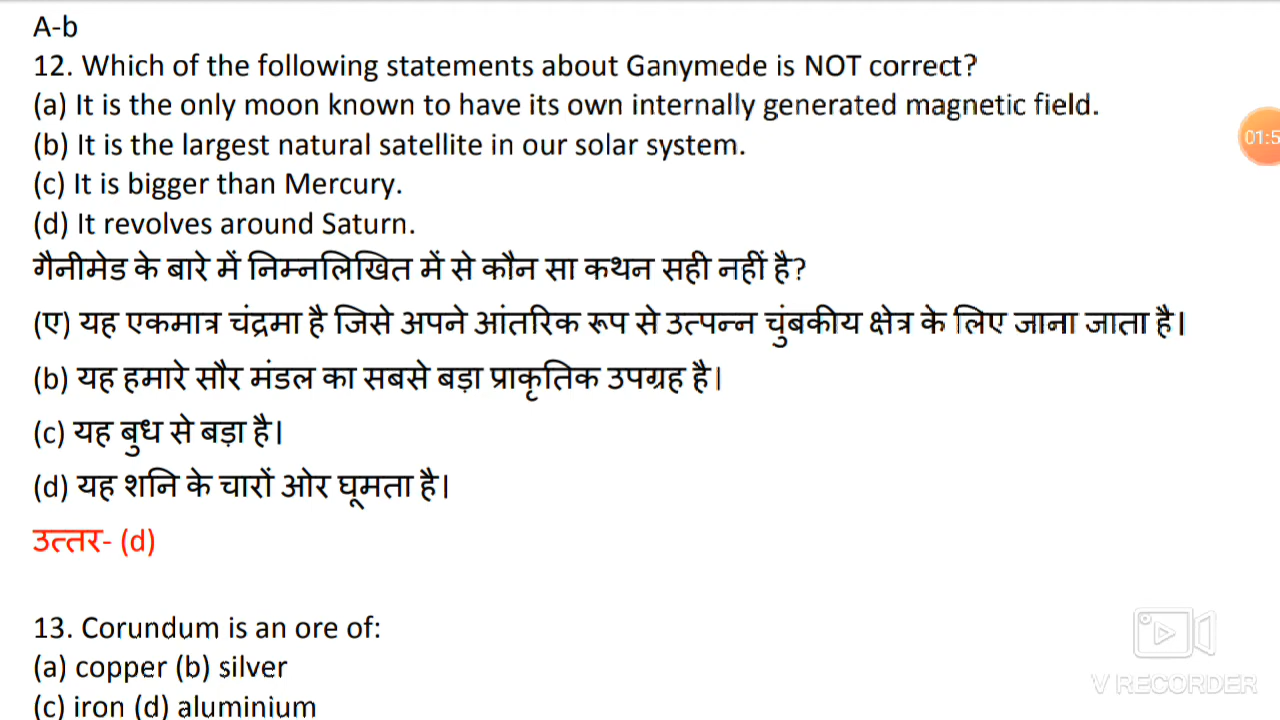 A-b
12. Which of the following statements about Ganymede is NOT correct?
(a) It is the only moon known to have its own internally generated magnetic field.
(b) It is the largest natural satellite in our solar system.
(c) It is bigger than Mercury.
(d) It revolves around Saturn.
गैनीमेड के बारे में निम्नलिखित में से कौन सा कथन सही नहीं है?
(ए) यह एकमात्र चंद्रमा है जिसे अपने आंतरिक रूप से उत्पन्न चुंबकीय क्षेत्र के लिए जाना जाता है।
(b) यह हमारे सौर मंडल का सबसे बड़ा प्राकृतिक उपग्रह है।
(c) यह बुध से बड़ा है।
(d) यह शनि के चारों ओर घूमता है।
उत्तर- (d)
13. Corundum is an ore of:
(a) copper (b) silver
(c) iron (d) aluminium
01:5
V RECORDER